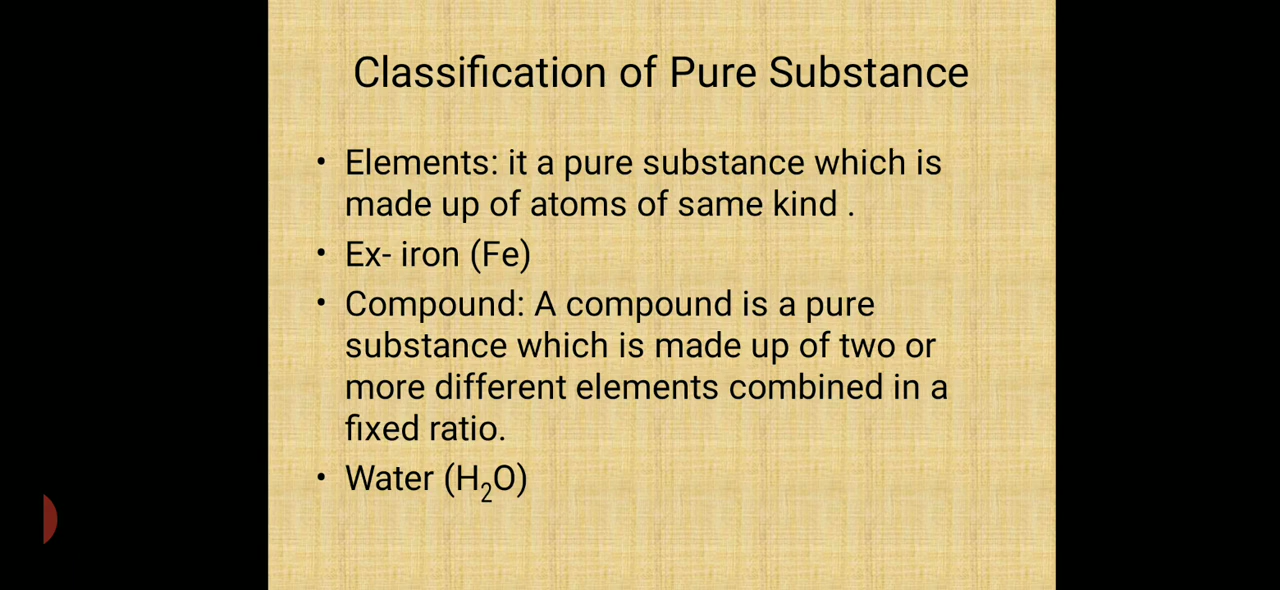 Classification of Pure Substance
• Elements: it a pure substance which is
made up of atoms of same kind .
• Ex- iron (Fe)
• Compound: A compound is a pure
substance which is made up of two or
more different elements combined in a
fixed ratio.
• Water (H₂O)